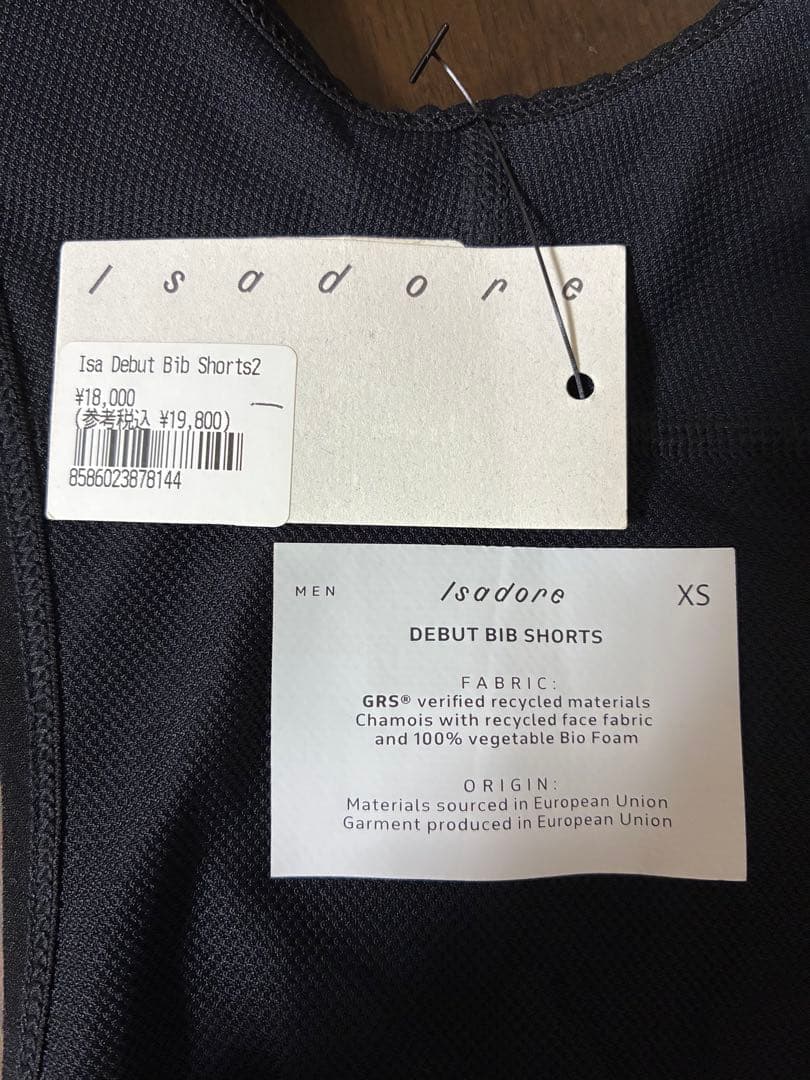 Isadore
Isa Debut Bib Shorts2
¥18,000
(参考税込 ¥19,800)
8586023878144
MEN
Isadore
XS
DEBUT BIB SHORTS
FABRIC:
GRS® verified recycled materials
Chamois with recycled face fabric
and 100% vegetable Bio Foam
ORIGIN:
Materials sourced in European Union
Garment produced in European Union